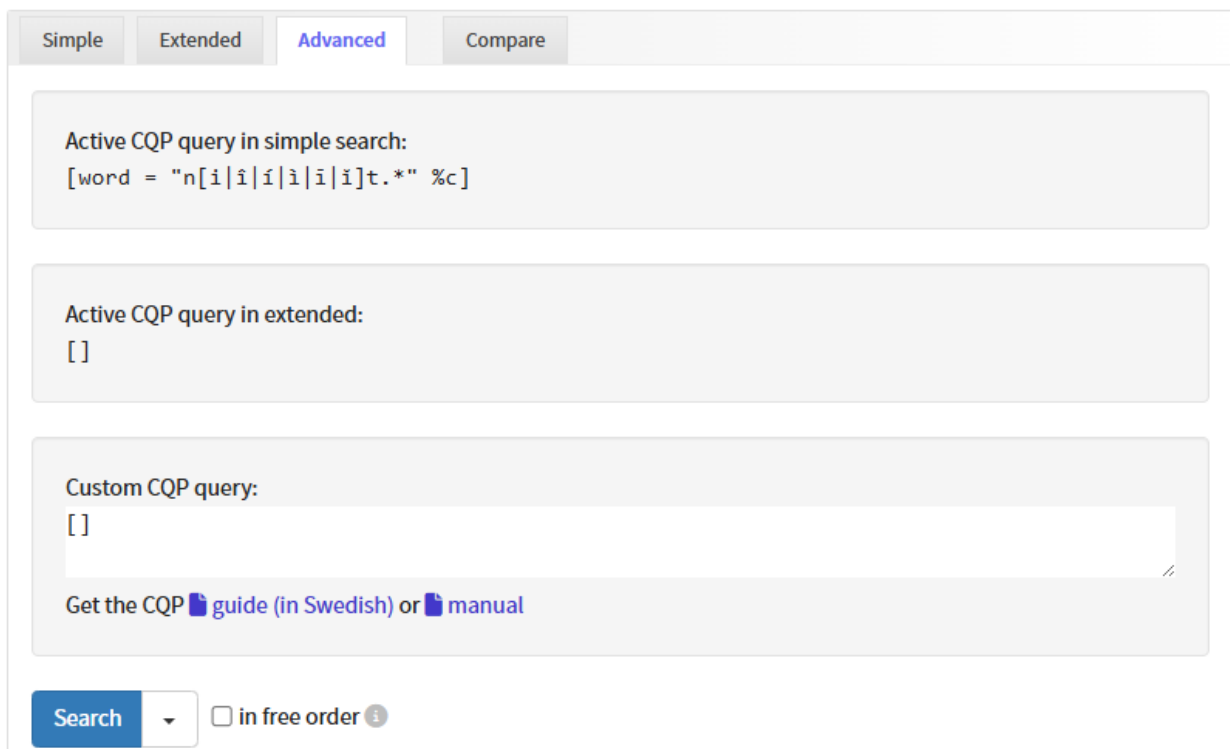 Simple Extended Advanced Compare
Active CQP query in simple search:
[word = "n[i|î|í|ì|ī|ǐ]t.*" %c]
Active CQP query in extended:
[]
Custom CQP query:
[]
Get the CQP guide (in Swedish) or manual
Search in free order